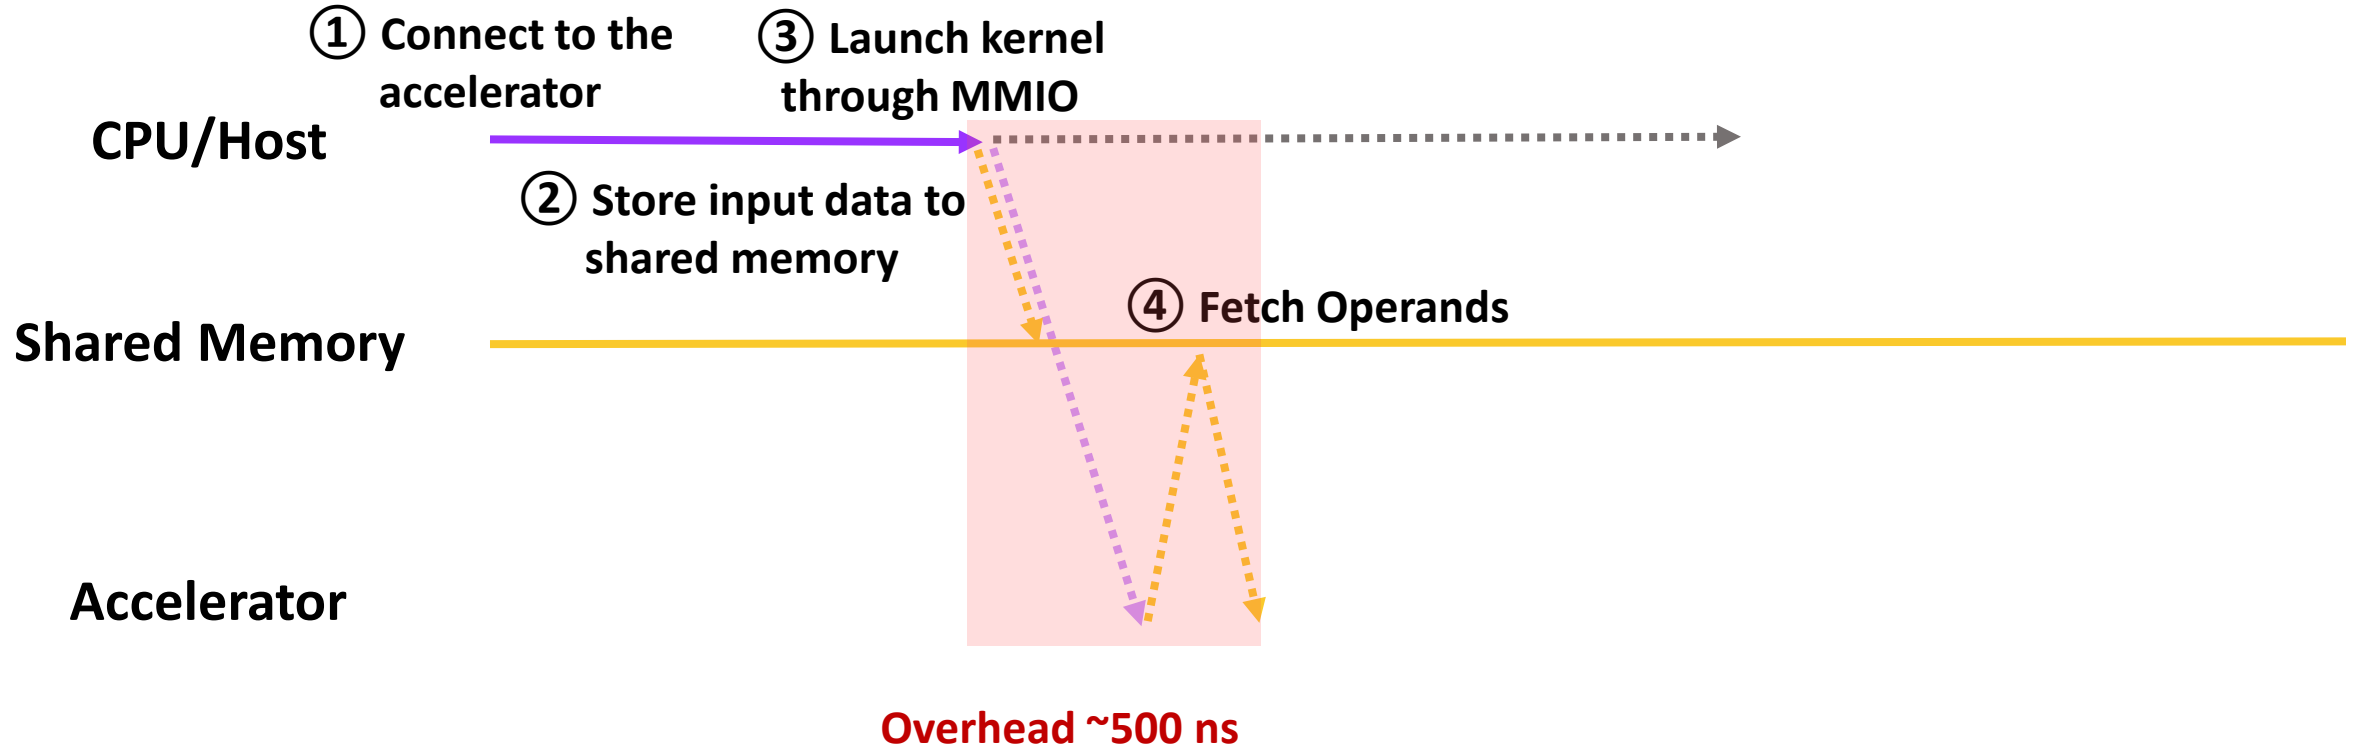 ① Connect to the
accelerator
③ Launch kernel
through MMIO
CPU/Host
② Store input data to
shared memory
④ Fetch Operands
Shared Memory
Accelerator
Overhead ~500 ns